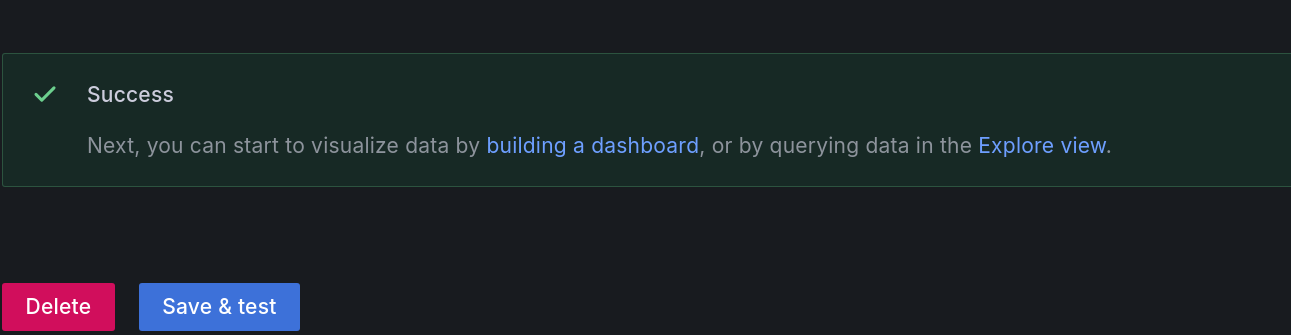 Success
Next, you can start to visualize data by building a dashboard, or by querying data in the Explore view.
Delete
Save & test